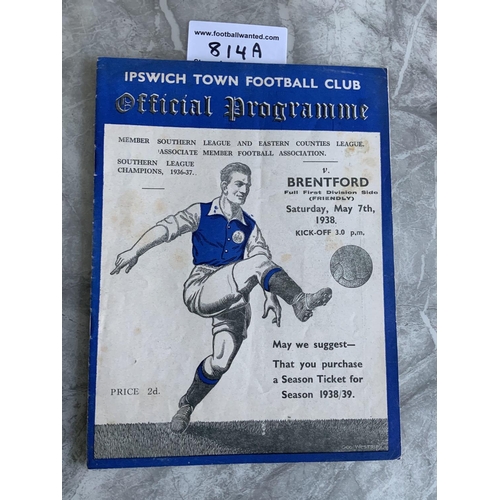 www.footballwanted.com
814A
IPSWICH TOWN FOOTBALL CLUB
Official Programme
MEMBER SOUTHERN LEAGUE AND EASTERN COUNTIES LEAGUE.
ASSOCIATE MEMBER FOOTBALL ASSOCIATION.
SOUTHERN LEAGUE
CHAMPIONS, 1936-37.
v.
BRENTFORD
Full First Division Side
(FRIENDLY)
Saturday, May 7th,
1938.
KICK-OFF 3.0 p.m.
May we suggest—
That you purchase
a Season Ticket for
Season 1938/39.
PRICE 2d.